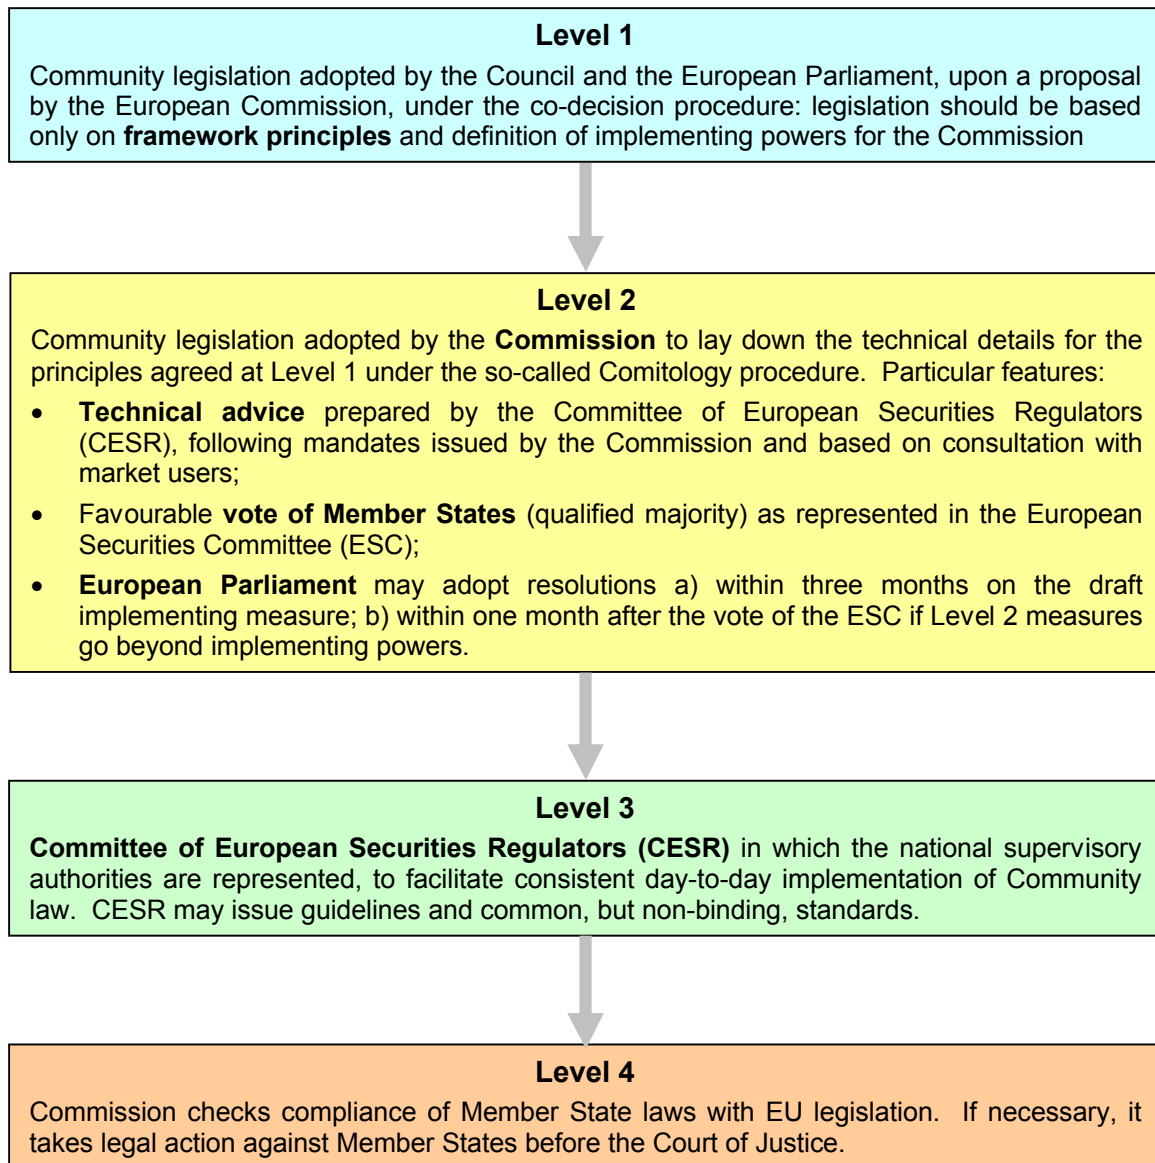 Level 1
Community legislation adopted by the Council and the European Parliament, upon a proposal
by the European Commission, under the co-decision procedure: legislation should be based
only on framework principles and definition of implementing powers for the Commission
Level 2
Community legislation adopted by the Commission to lay down the technical details for the
principles agreed at Level 1 under the so-called Comitology procedure.  Particular features:
• Technical advice prepared by the Committee of European Securities Regulators
(CESR), following mandates issued by the Commission and based on consultation with
market users;
• Favourable vote of Member States (qualified majority) as represented in the European
Securities Committee (ESC);
• European Parliament may adopt resolutions a) within three months on the draft
implementing measure; b) within one month after the vote of the ESC if Level 2 measures
go beyond implementing powers.
Level 3
Committee of European Securities Regulators (CESR) in which the national supervisory
authorities are represented, to facilitate consistent day-to-day implementation of Community
law.  CESR may issue guidelines and common, but non-binding, standards.
Level 4
Commission checks compliance of Member State laws with EU legislation.  If necessary, it
takes legal action against Member States before the Court of Justice.